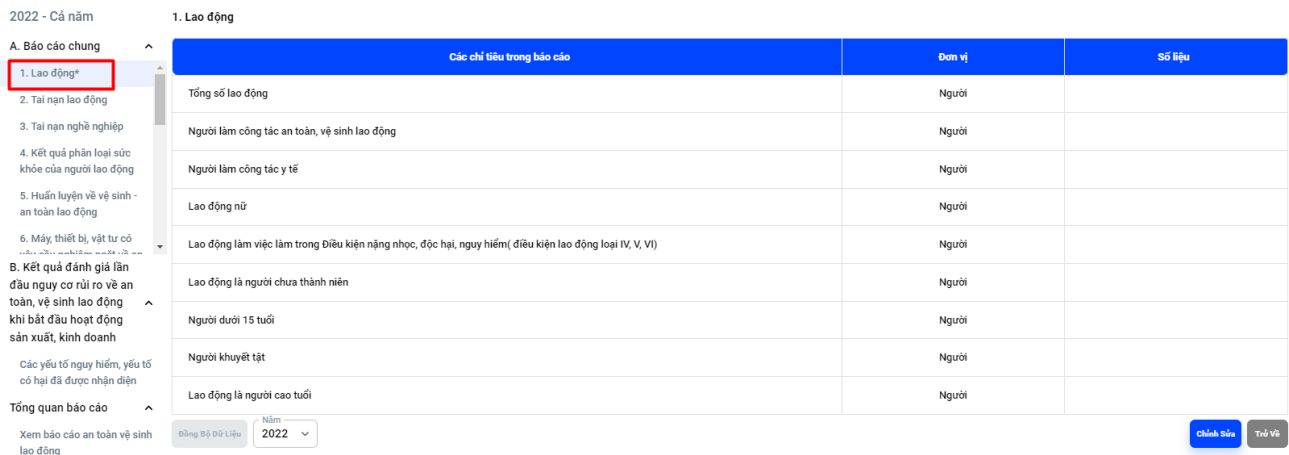 2022 - Cả năm
A. Báo cáo chung
1. Lao động*
2. Tai nạn lao động
3. Tai nạn nghề nghiệp
4. Kết quả phân loại sức
khỏe của người lao động
5. Huấn luyện về vệ sinh -
an toàn lao động
6. Máy, thiết bị, vật tư có
B. Kết quả đánh giá lần
đầu nguy cơ rủi ro về an
toàn, vệ sinh lao động
khi bắt đầu hoạt động
sản xuất, kinh doanh
Các yếu tố nguy hiểm, yếu tố
có hại đã được nhận diện
Tổng quan báo cáo
Xem báo cáo an toàn vệ sinh
lao động
1. Lao động
Các chỉ tiêu trong báo cáo Đơn vị Số liệu
Tổng số lao động Người
Người làm công tác an toàn, vệ sinh lao động Người
Người làm công tác y tế Người
Lao động nữ Người
Lao động làm việc làm trong Điều kiện nặng nhọc, độc hại, nguy hiểm( điều kiện lao động loại IV, V, VI) Người
Lao động là người chưa thành niên Người
Người dưới 15 tuổi Người
Người khuyết tật Người
Lao động là người cao tuổi Người
Đồng Bộ Dữ Liệu
Năm
2022
Chỉnh Sửa
Trở Về